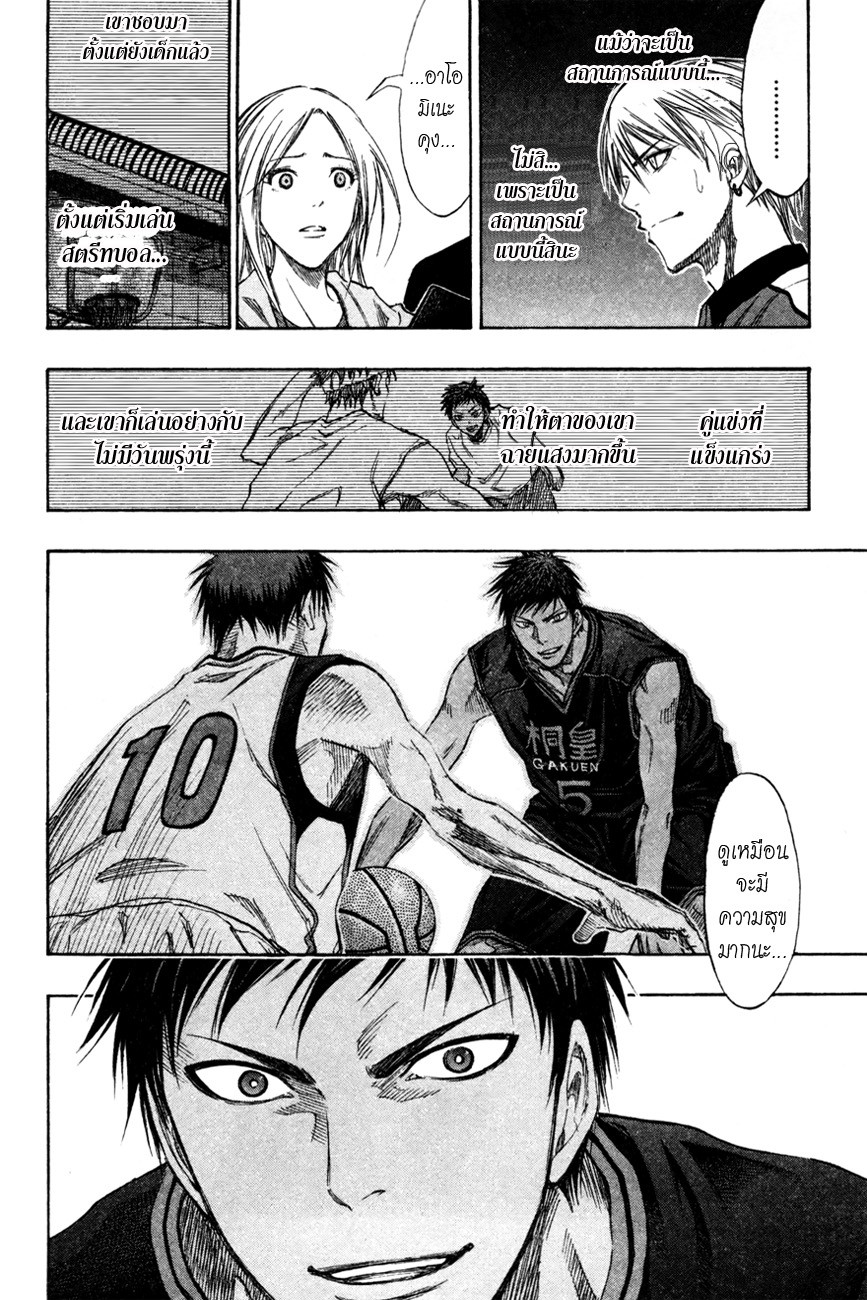 ..........
แม้ว่าจะเป็น
สถานการณ์แบบนี้...
ไม่สิ...
เพราะเป็น
สถานการณ์
แบบนี้สินะ
...อาโอ
มิเนะ
คุง...
เขาชอบมา
ตั้งแต่ยังเด็กแล้ว
ตั้งแต่เริ่มเล่น
สตรีทบอล...
คู่แข่งที่
แข็งแกร่ง
ทำให้ตาของเขา
ฉายแสงมากขึ้น
และเขาก็เล่นอย่างกับ
ไม่มีวันพรุ่งนี้
10
桐皇
GAKUEN
5
ดูเหมือน
จะมี
ความสุข
มากนะ...